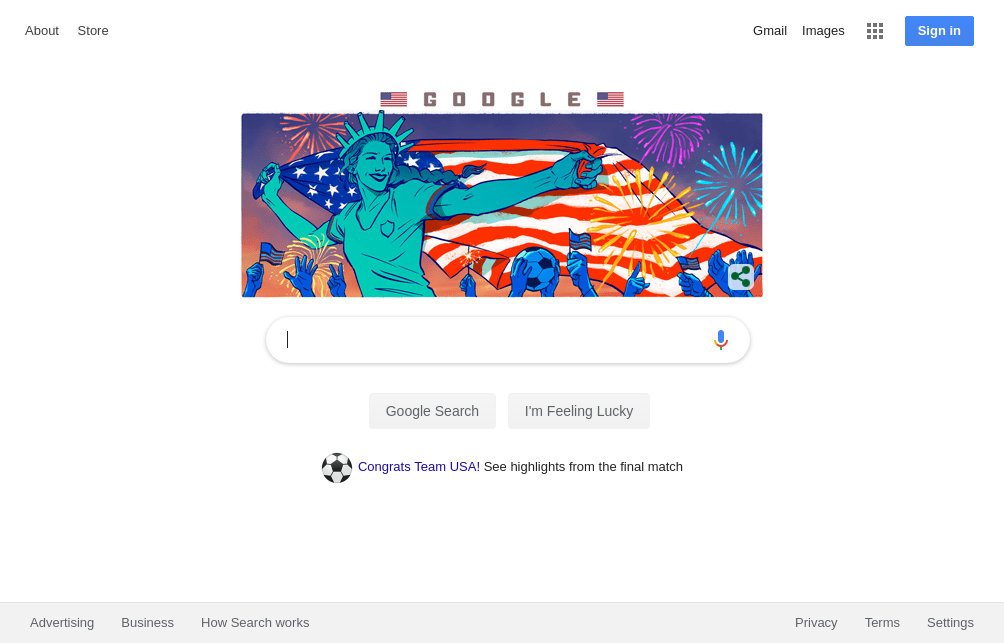 About Store Gmail Images Sign in
GOOGLE
Google Search I'm Feeling Lucky
Congrats Team USA! See highlights from the final match
Advertising Business How Search works Privacy Terms Settings